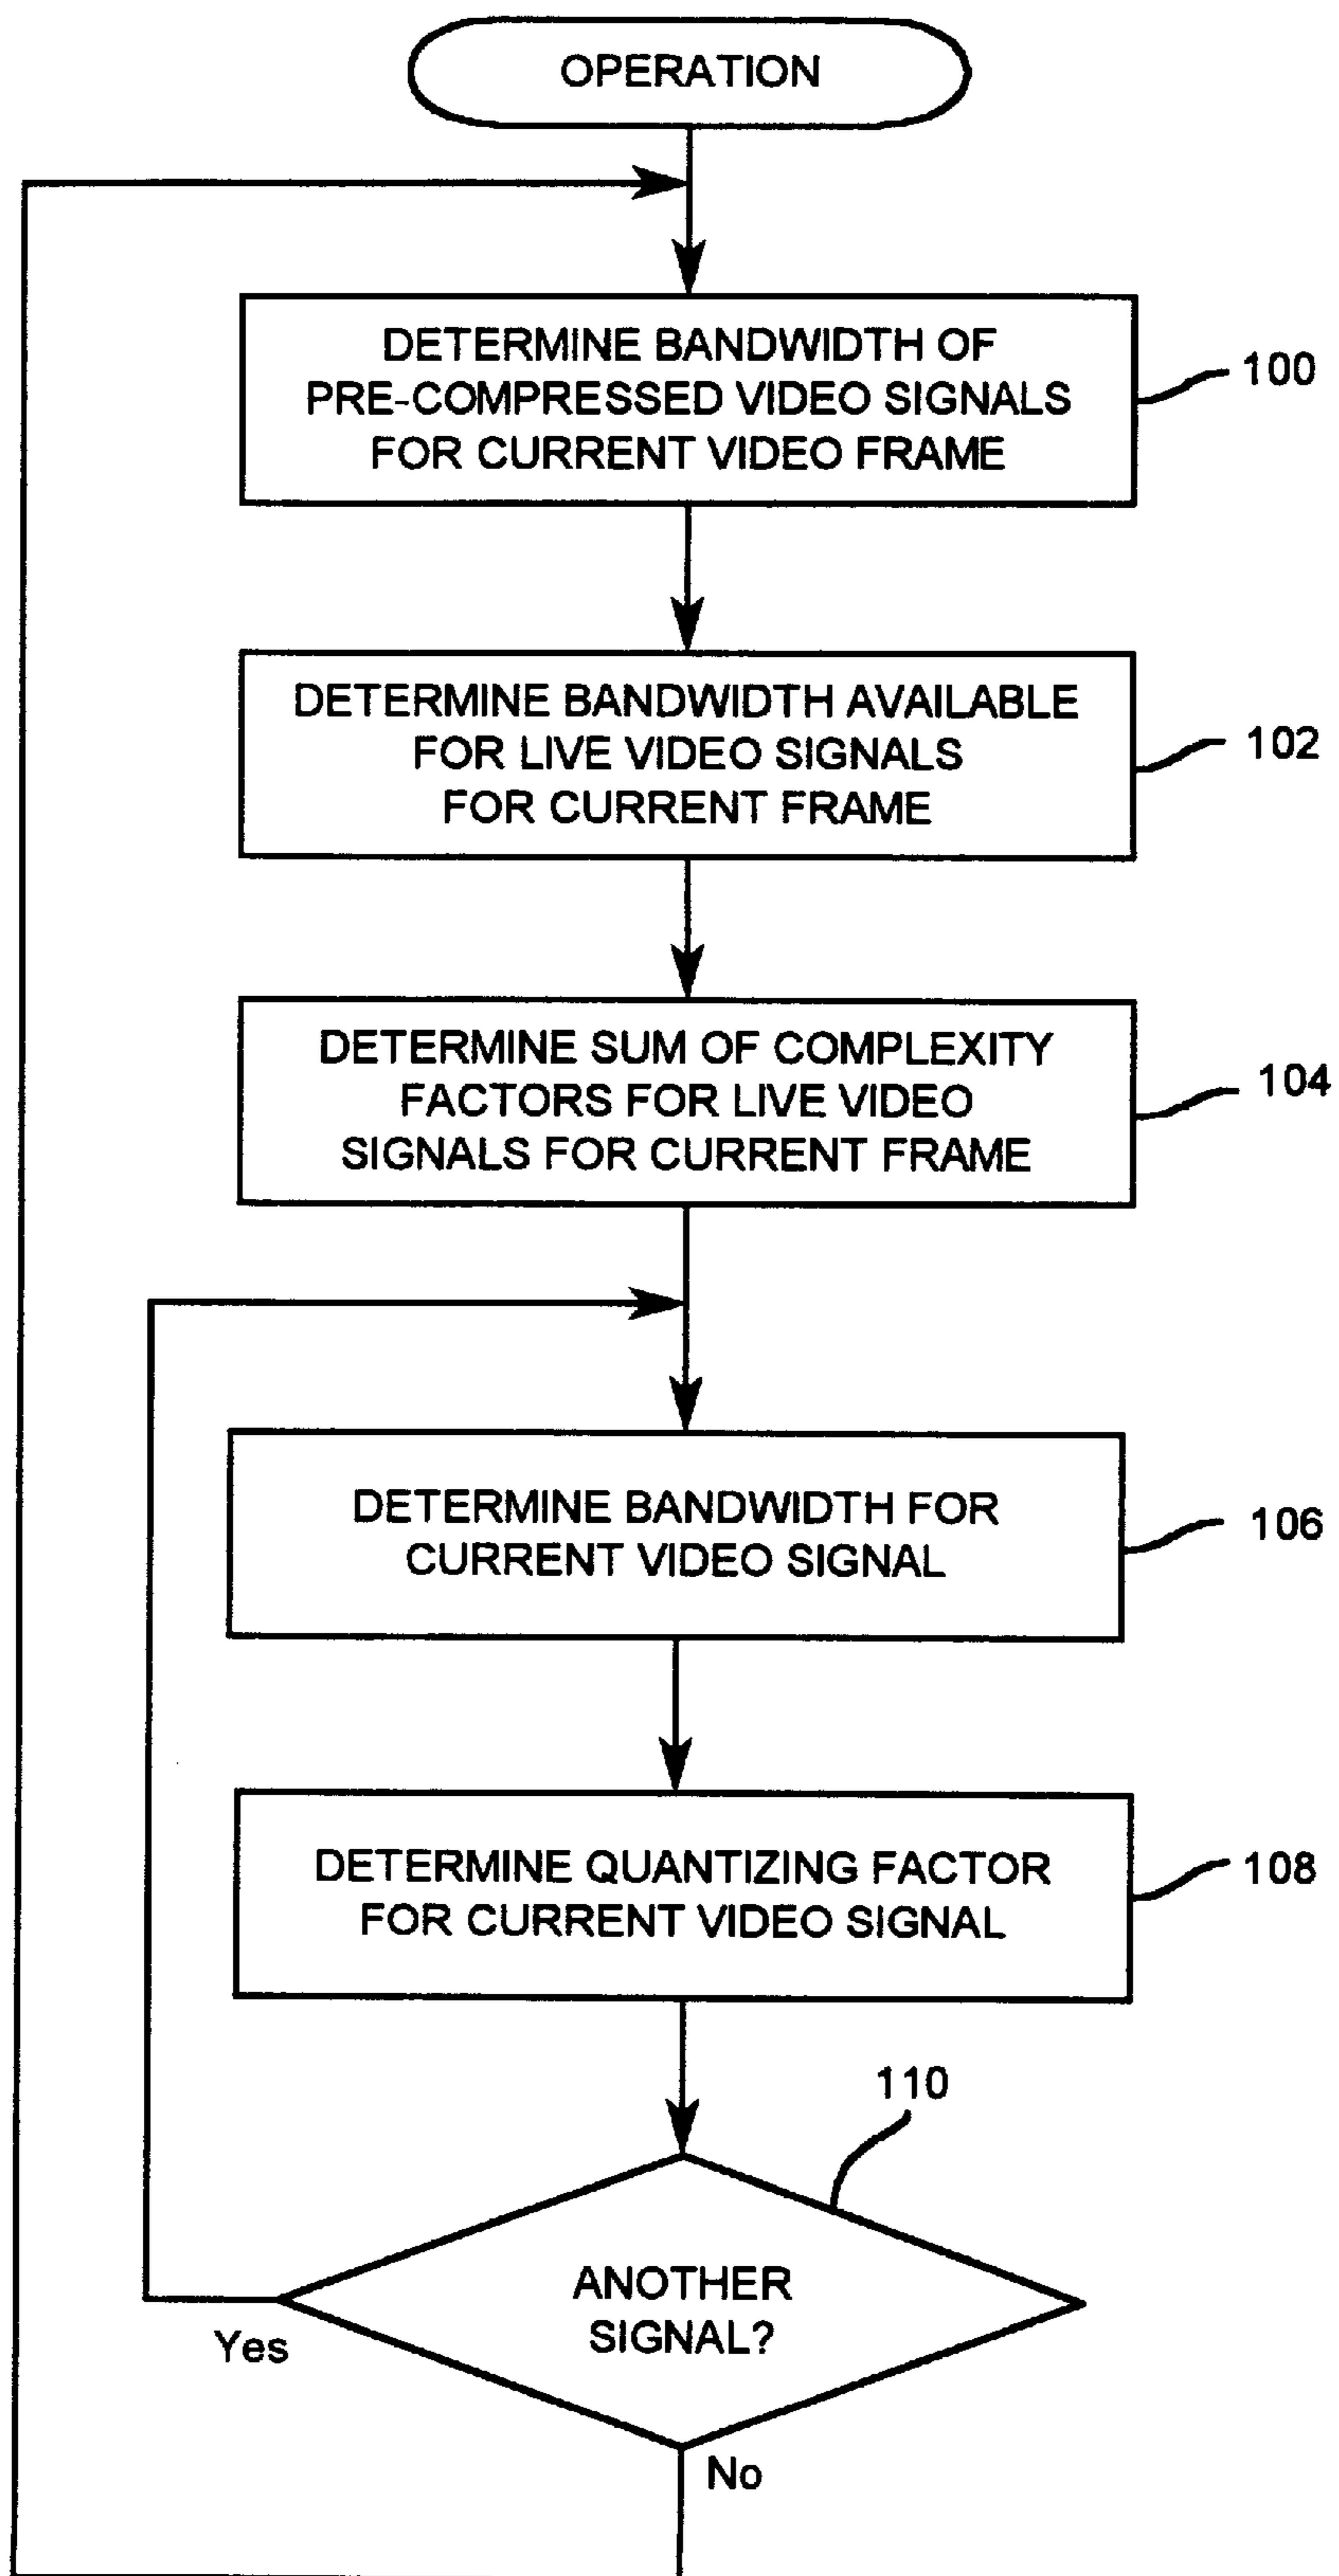 OPERATION
DETERMINE BANDWIDTH OF
PRE-COMPRESSED VIDEO SIGNALS
FOR CURRENT VIDEO FRAME
100
DETERMINE BANDWIDTH AVAILABLE
FOR LIVE VIDEO SIGNALS
FOR CURRENT FRAME
102
DETERMINE SUM OF COMPLEXITY
FACTORS FOR LIVE VIDEO
SIGNALS FOR CURRENT FRAME
104
DETERMINE BANDWIDTH FOR
CURRENT VIDEO SIGNAL
106
DETERMINE QUANTIZING FACTOR
FOR CURRENT VIDEO SIGNAL
108
110
ANOTHER
SIGNAL?
Yes
No